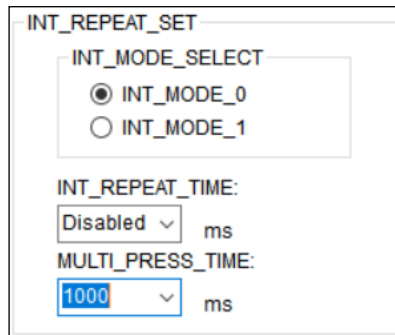 INT_REPEAT_SET
INT_MODE_SELECT
INT_MODE_0
INT_MODE_1
INT_REPEAT_TIME:
Disabled ms
MULTI_PRESS_TIME:
1000 ms